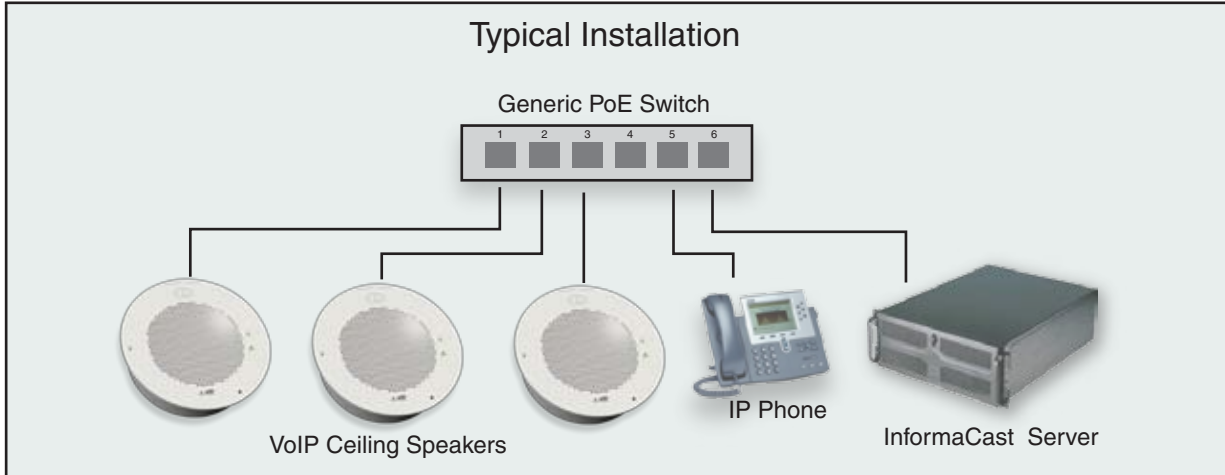 Typical Installation
Generic PoE Switch
1 2 3 4 5 6
IP Phone
VoIP Ceiling Speakers
InformaCast Server